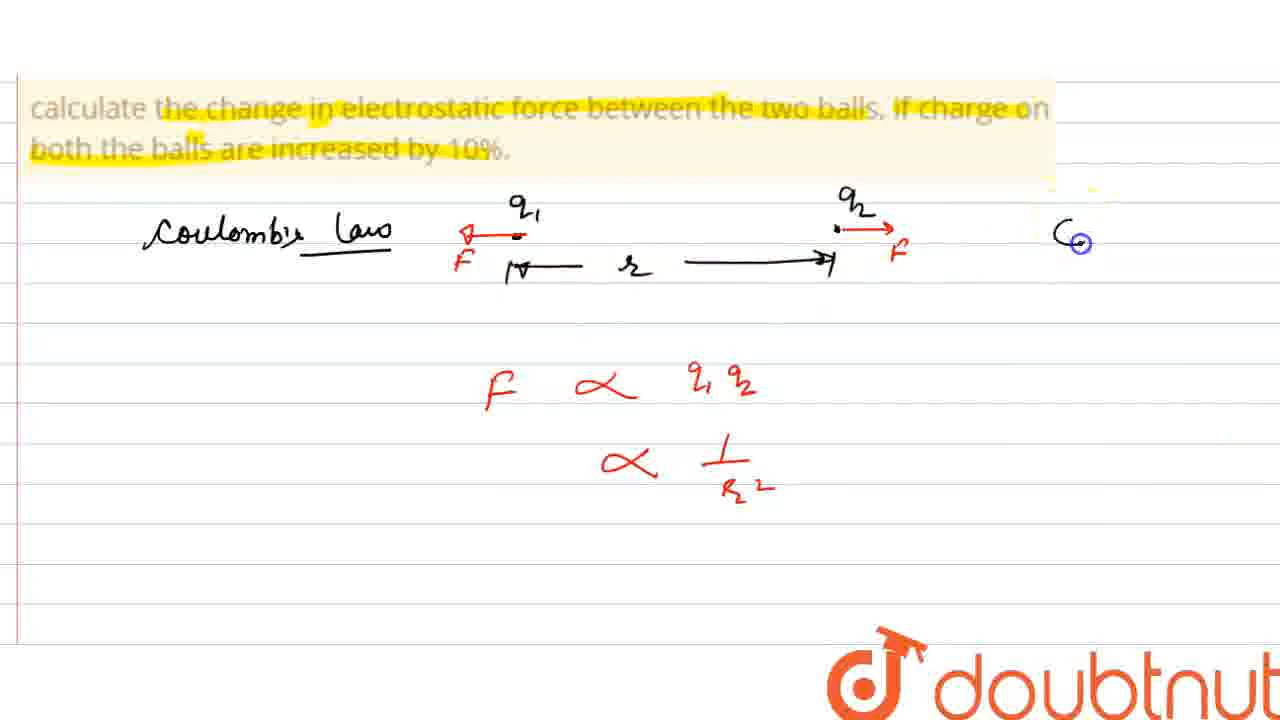 calculate the change in electrostatic force between the two balls, if charge on
both the balls are increased by 10%.
q1 q2
Coulombis Law F r F
F ∝ q1 q2
∝ 1/r2
doubtnut